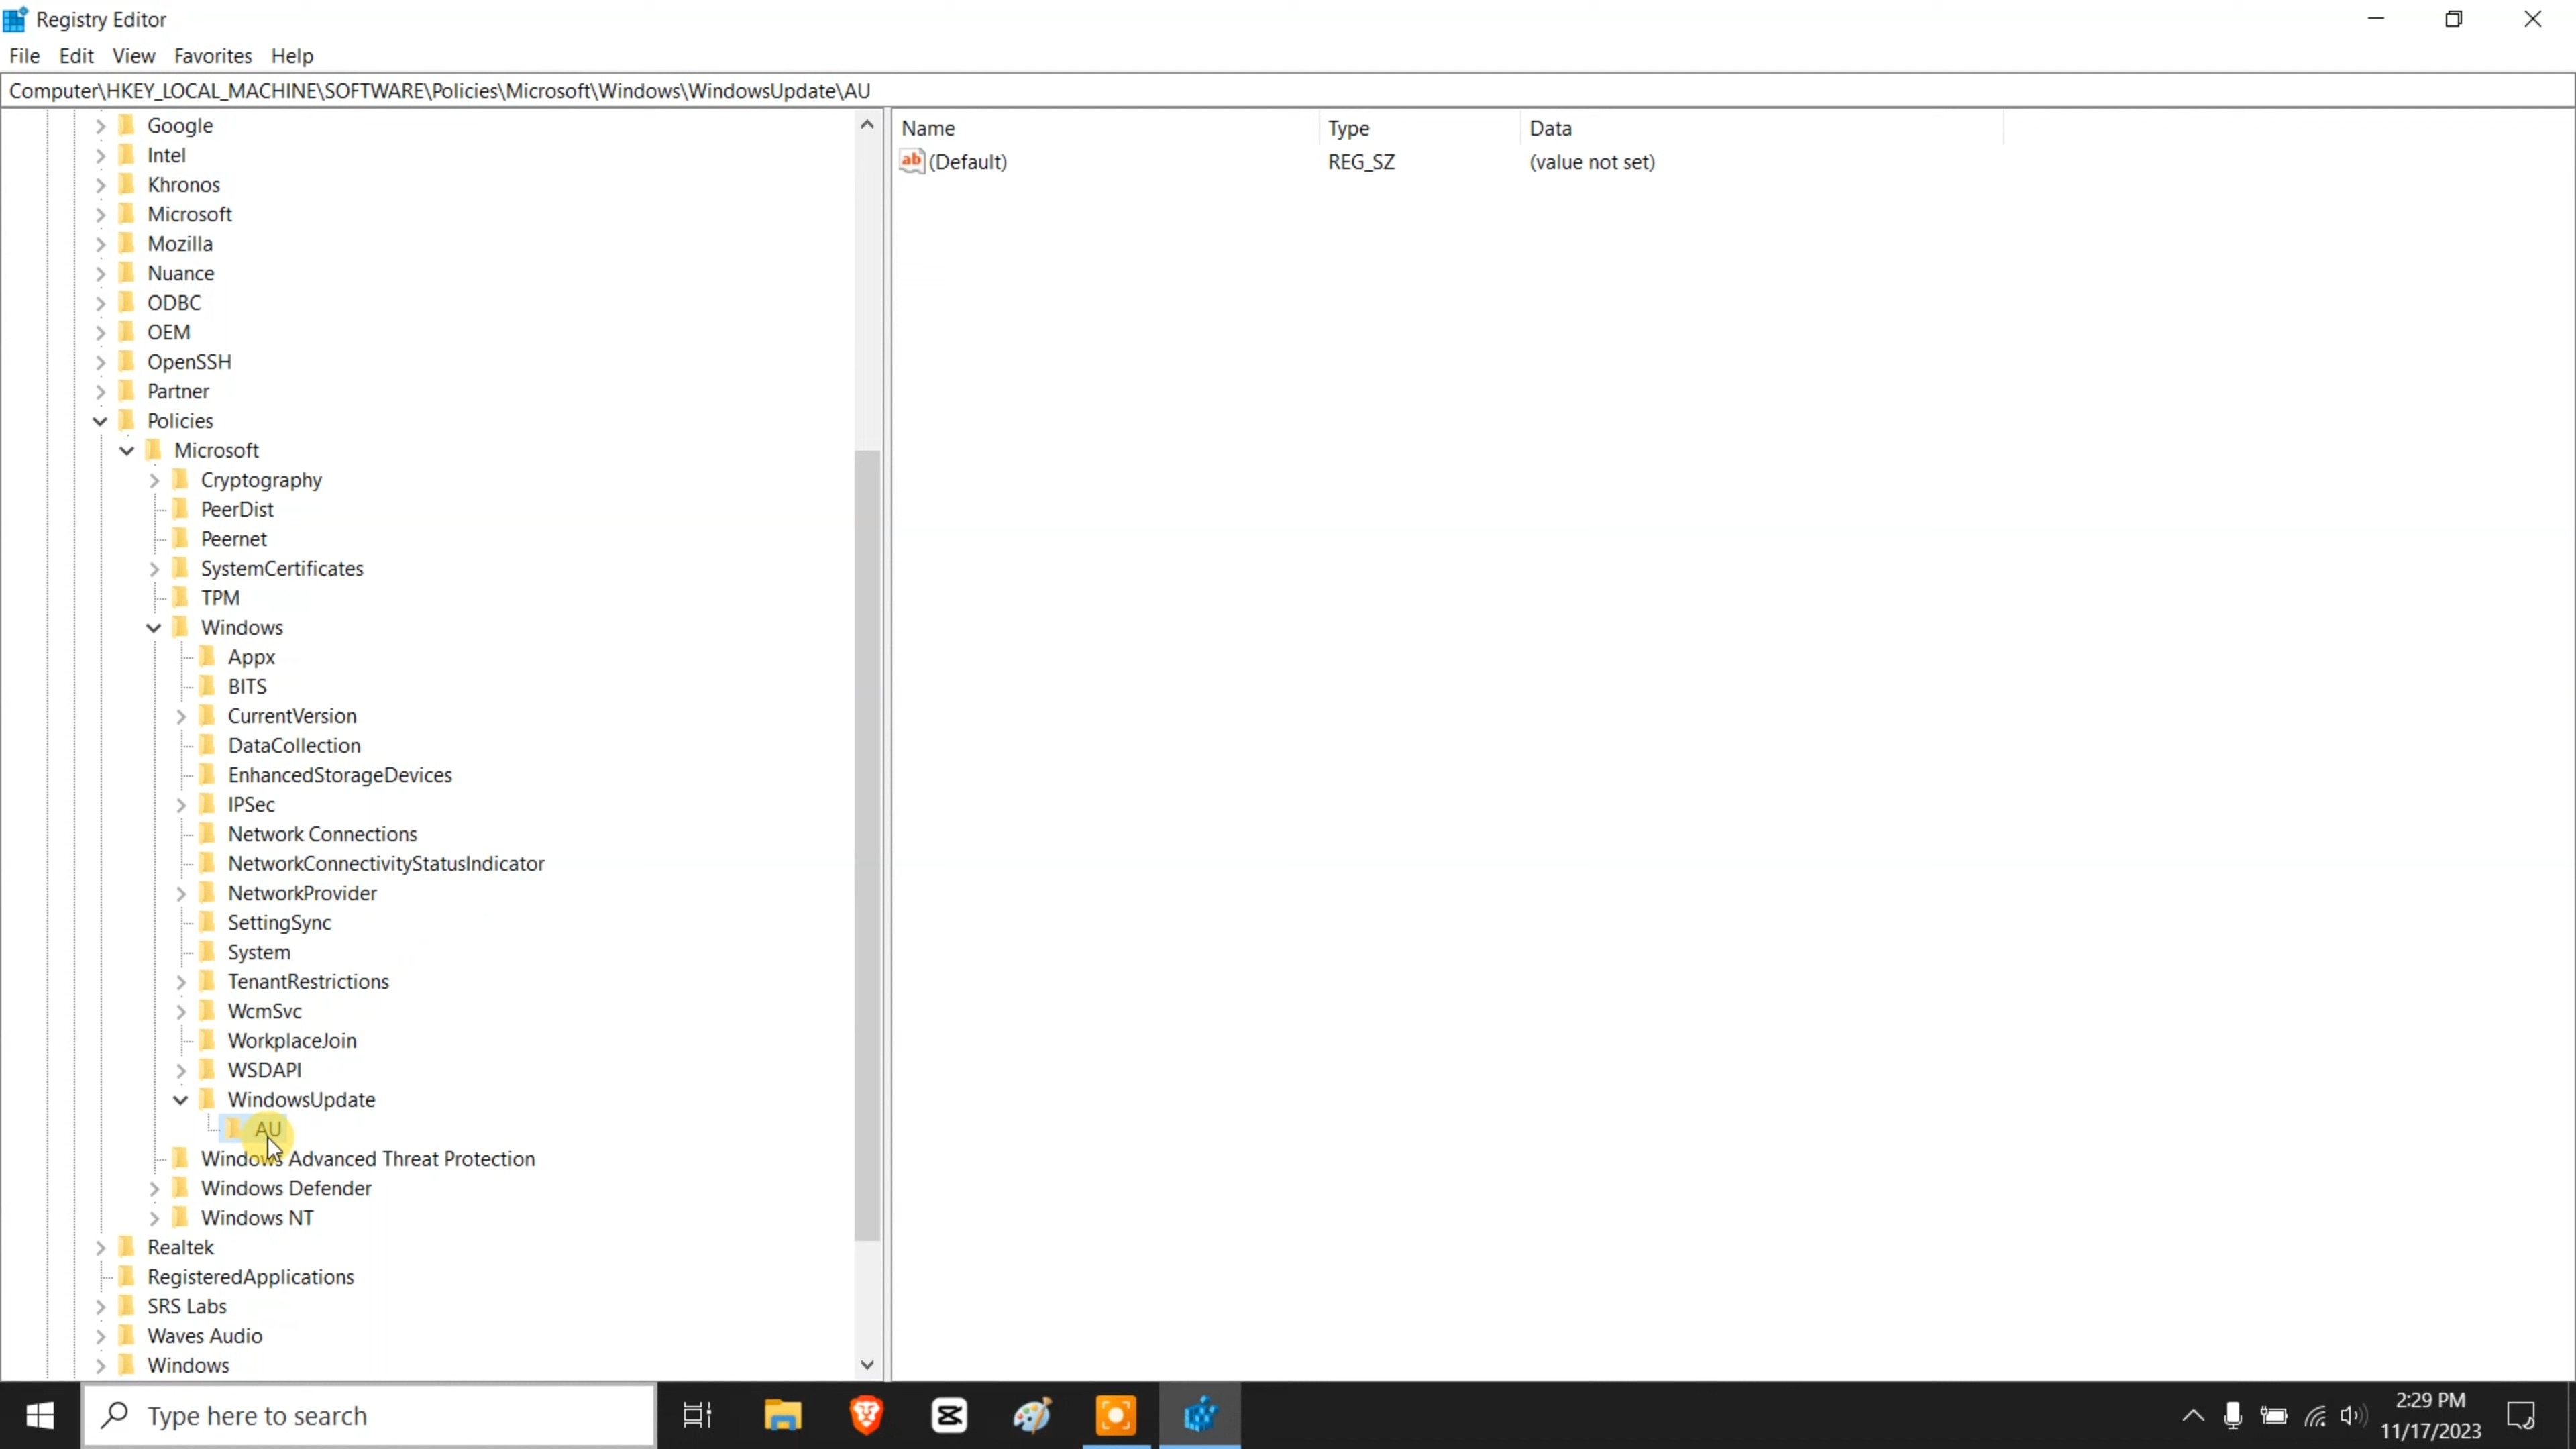 Registry Editor
File Edit View Favorites Help
Computer\HKEY_LOCAL_MACHINE\SOFTWARE\Policies\Microsoft\Windows\WindowsUpdate\AU
Google
Intel
Khronos
Microsoft
Mozilla
Nuance
ODBC
OEM
OpenSSH
Partner
Policies
Microsoft
Cryptography
PeerDist
Peernet
SystemCertificates
TPM
Windows
Appx
BITS
CurrentVersion
DataCollection
EnhancedStorageDevices
IPSec
Network Connections
NetworkConnectivityStatusIndicator
NetworkProvider
SettingSync
System
TenantRestrictions
WcmSvc
WorkplaceJoin
WSDAPI
WindowsUpdate
AU
Windows Advanced Threat Protection
Windows Defender
Windows NT
Realtek
RegisteredApplications
SRS Labs
Waves Audio
Windows
Name Type Data
ab (Default) REG_SZ (value not set)
Type here to search
2:29 PM
11/17/2023